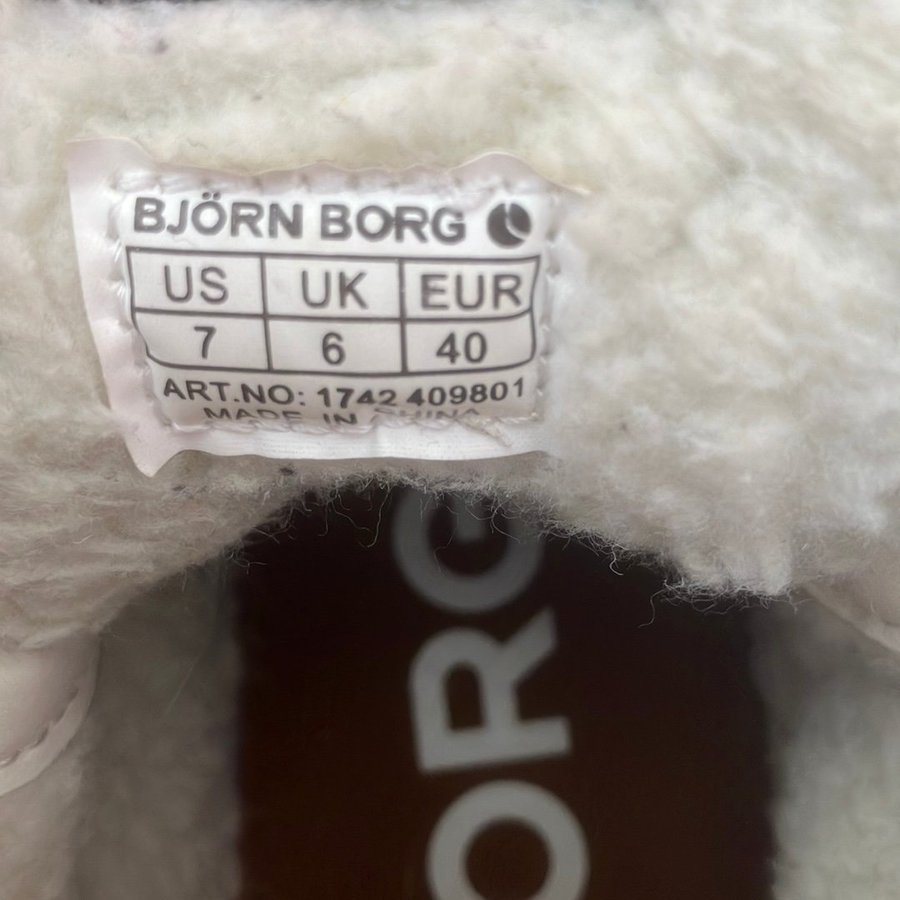 BJÖRN BORG
US UK EUR
7 6 40
ART.NO: 1742 409801
MADE IN CHINA
ORG